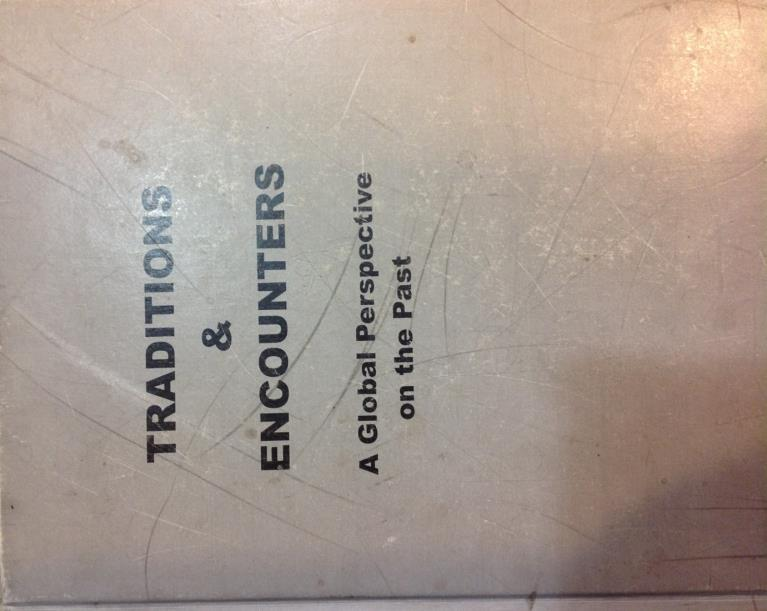 TRADITIONS
&
ENCOUNTERS
A Global Perspective
on the Past